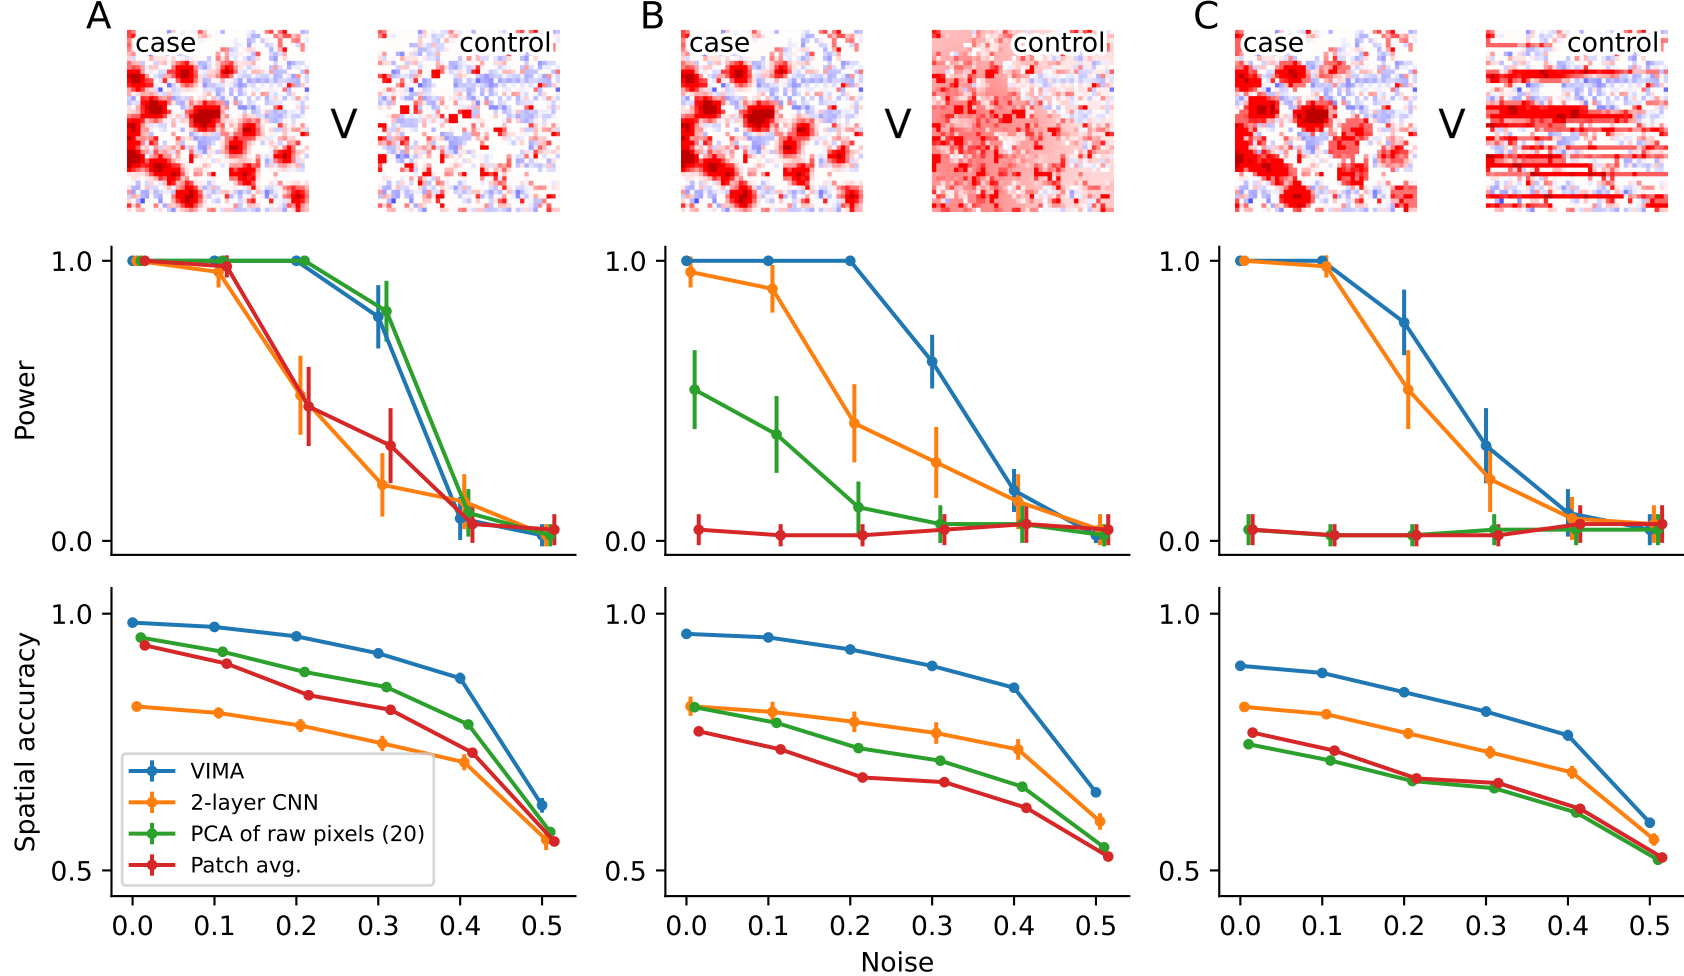 A B C
case control case control case control
V V V
1.0 1.0 1.0
Power
0.0 0.0 0.0
1.0 1.0 1.0
Spatial accuracy
VIMA
2-layer CNN
PCA of raw pixels (20)
Patch avg.
0.5 0.5 0.5
0.0 0.1 0.2 0.3 0.4 0.5 0.0 0.1 0.2 0.3 0.4 0.5 0.0 0.1 0.2 0.3 0.4 0.5
Noise